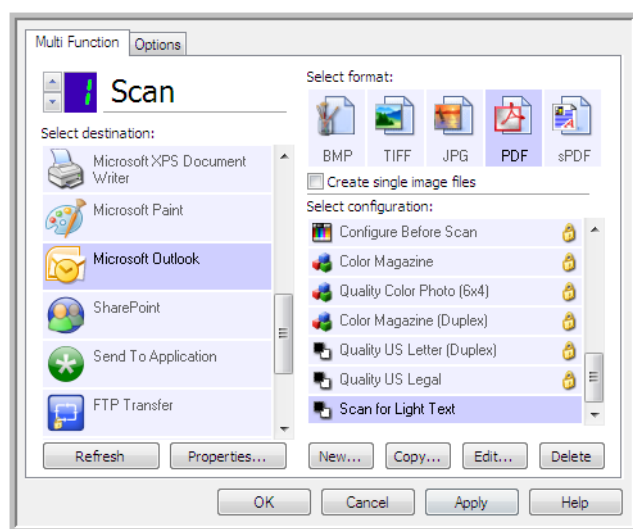 Multi Function
Options
1 Scan
Select destination:
Microsoft XPS Document
Writer
Microsoft Paint
Microsoft Outlook
SharePoint
Send To Application
FTP Transfer
Refresh
Properties...
Select format:
BMP TIFF JPG PDF sPDF
Create single image files
Select configuration:
Configure Before Scan
Color Magazine
Quality Color Photo (6x4)
Color Magazine (Duplex)
Quality US Letter (Duplex)
Quality US Legal
Scan for Light Text
New... Copy... Edit... Delete
OK Cancel Apply Help